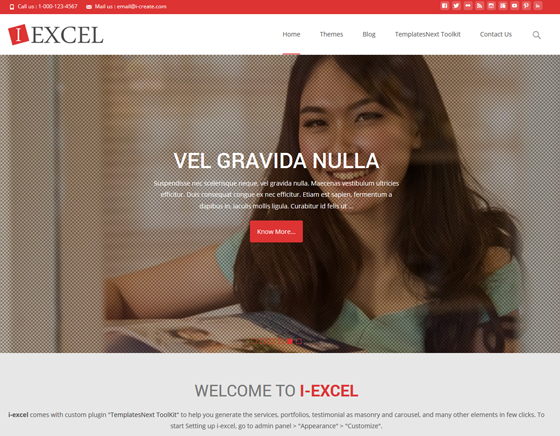 Call us : 1-000-123-4567 Mail us : email@i-create.com
I EXCEL
Home Themes Blog TemplatesNext Toolkit Contact Us
VEL GRAVIDA NULLA
Suspendisse nec scelerisque neque, vel gravida nulla. Maecenas vestibulum ultricies
efficitur. Duis consequat congue ex nec efficitur. Etiam est sapien, fermentum a
dapibus in, iaculis mollis ligula. Curabitur id felis ut ...
Know More...
WELCOME TO I-EXCEL
i-excel comes with custom plugin "TemplatesNext ToolKit" to help you generate the services, portfolios, testimonial as masonry and carousel, and many other elements in few clicks. To
start Setting up i-excel, go to admin panel > "Appearance" > "Customize".